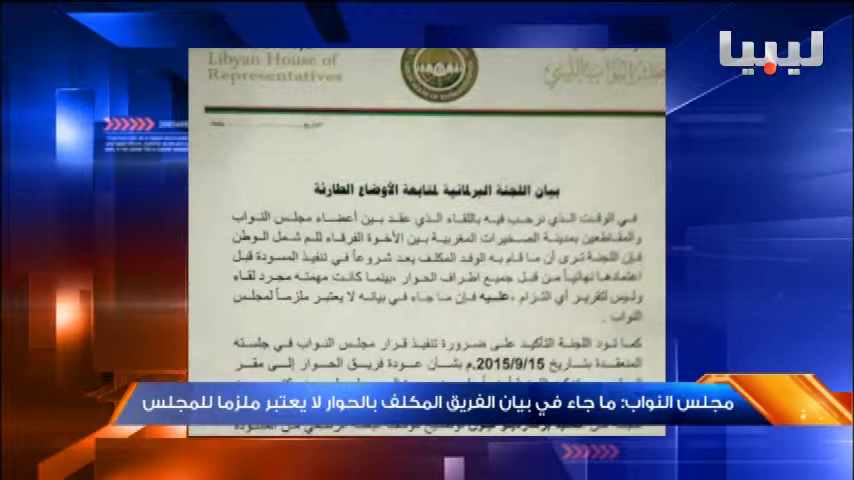 ليبيا
Libyan House of
Representatives
بيان اللجنة البرلمانية لمتابعة الأوضاع الطارئة
في الوقت الذي نرحب فيه باللقاء الذي عقد بين أعضاء مجلس النواب
والمقاطعين بمدينة الصخيرات المغربية بين الأخوة الفرقاء للم شمل الوطن
فإن اللجنة ترى أن ما قام به الوفد المكلف يعد شروعاً في تنفيذ المسودة قبل
اعتمادها نهائياً من قبل جميع اطراف الحوار ،بينما كانت مهمته مجرد لقاء
وليس لتقرير أي التزام ،عليه فإن ما جاء في بيانه لا يعتبر ملزماً لمجلس
النواب .
كما تود اللجنة التأكيد على ضرورة تنفيذ قرار مجلس النواب في جلسته
المنعقدة بتاريخ 2015/9/15.م بشأن عودة فريق الحوار إلى مقر
مجلس النواب: ما جاء في بيان الفريق المكلف بالحوار لا يعتبر ملزما للمجلس